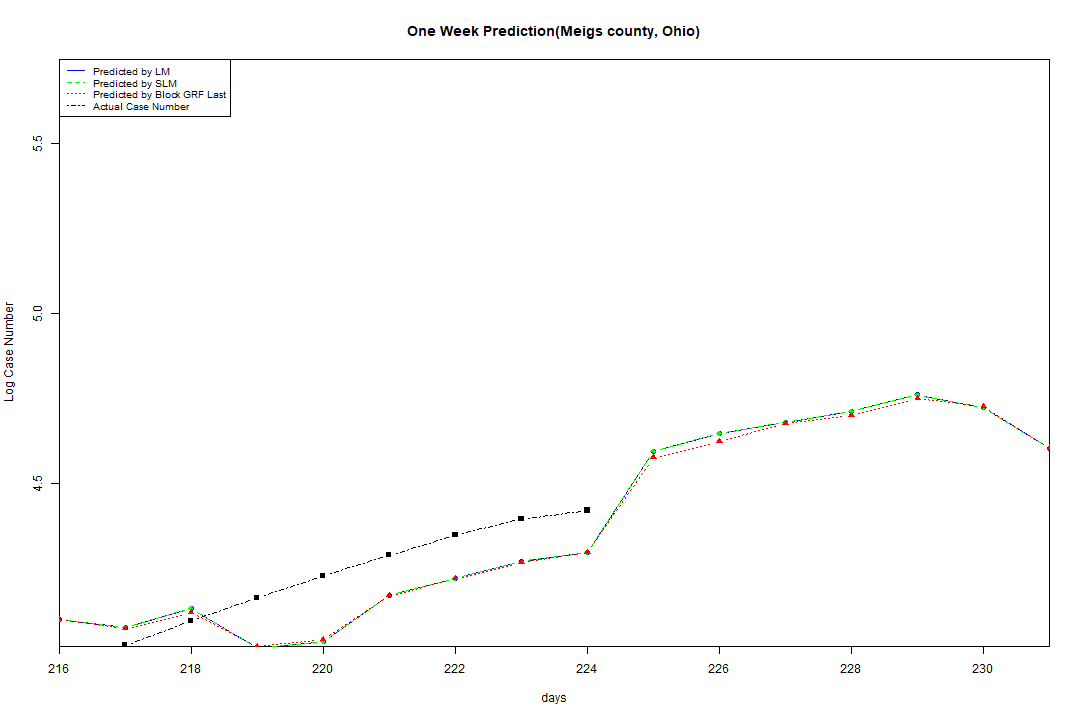 One Week Prediction(Meigs county, Ohio)
Predicted by LM
Predicted by SLM
Predicted by Block GRF Last
Actual Case Number
5.5
5.0
4.5
Log Case Number
216 218 220 222 224 226 228 230
days